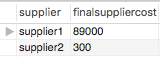 supplier finalsuppliercost
supplier1 89000
supplier2 300